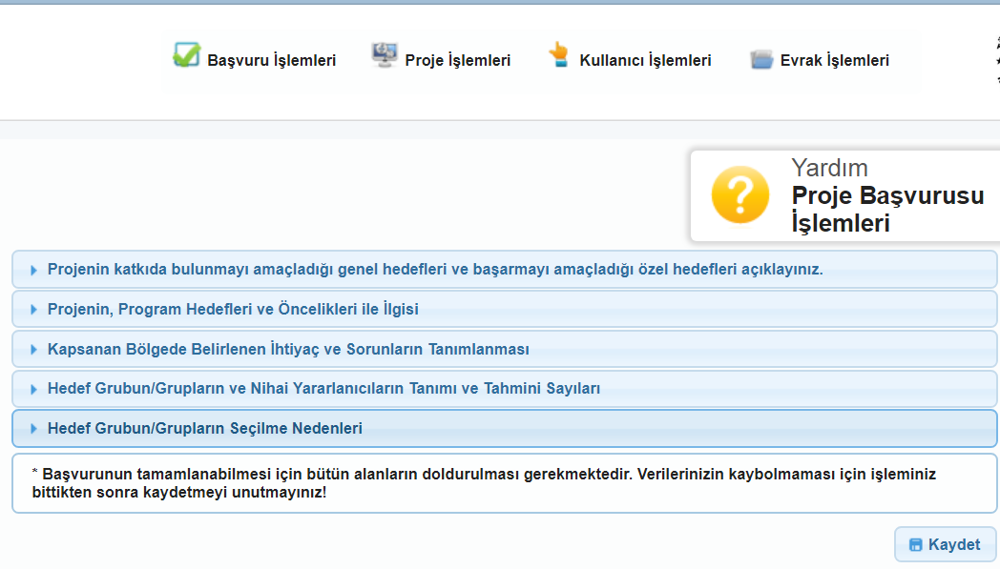 Başvuru İşlemleri
Proje İşlemleri
Kullanıcı İşlemleri
Evrak İşlemleri
Yardım
Proje Başvurusu
İşlemleri
Projenin katkıda bulunmayı amaçladığı genel hedefleri ve başarmayı amaçladığı özel hedefleri açıklayınız.
Projenin, Program Hedefleri ve Öncelikleri ile İlgisi
Kapsanan Bölgede Belirlenen İhtiyaç ve Sorunların Tanımlanması
Hedef Grubun/Grupların ve Nihai Yararlanıcıların Tanımı ve Tahmini Sayıları
Hedef Grubun/Grupların Seçilme Nedenleri
* Başvurunun tamamlanabilmesi için bütün alanların doldurulması gerekmektedir. Verilerinizin kaybolmaması için işleminiz
bittikten sonra kaydetmeyi unutmayınız!
Kaydet